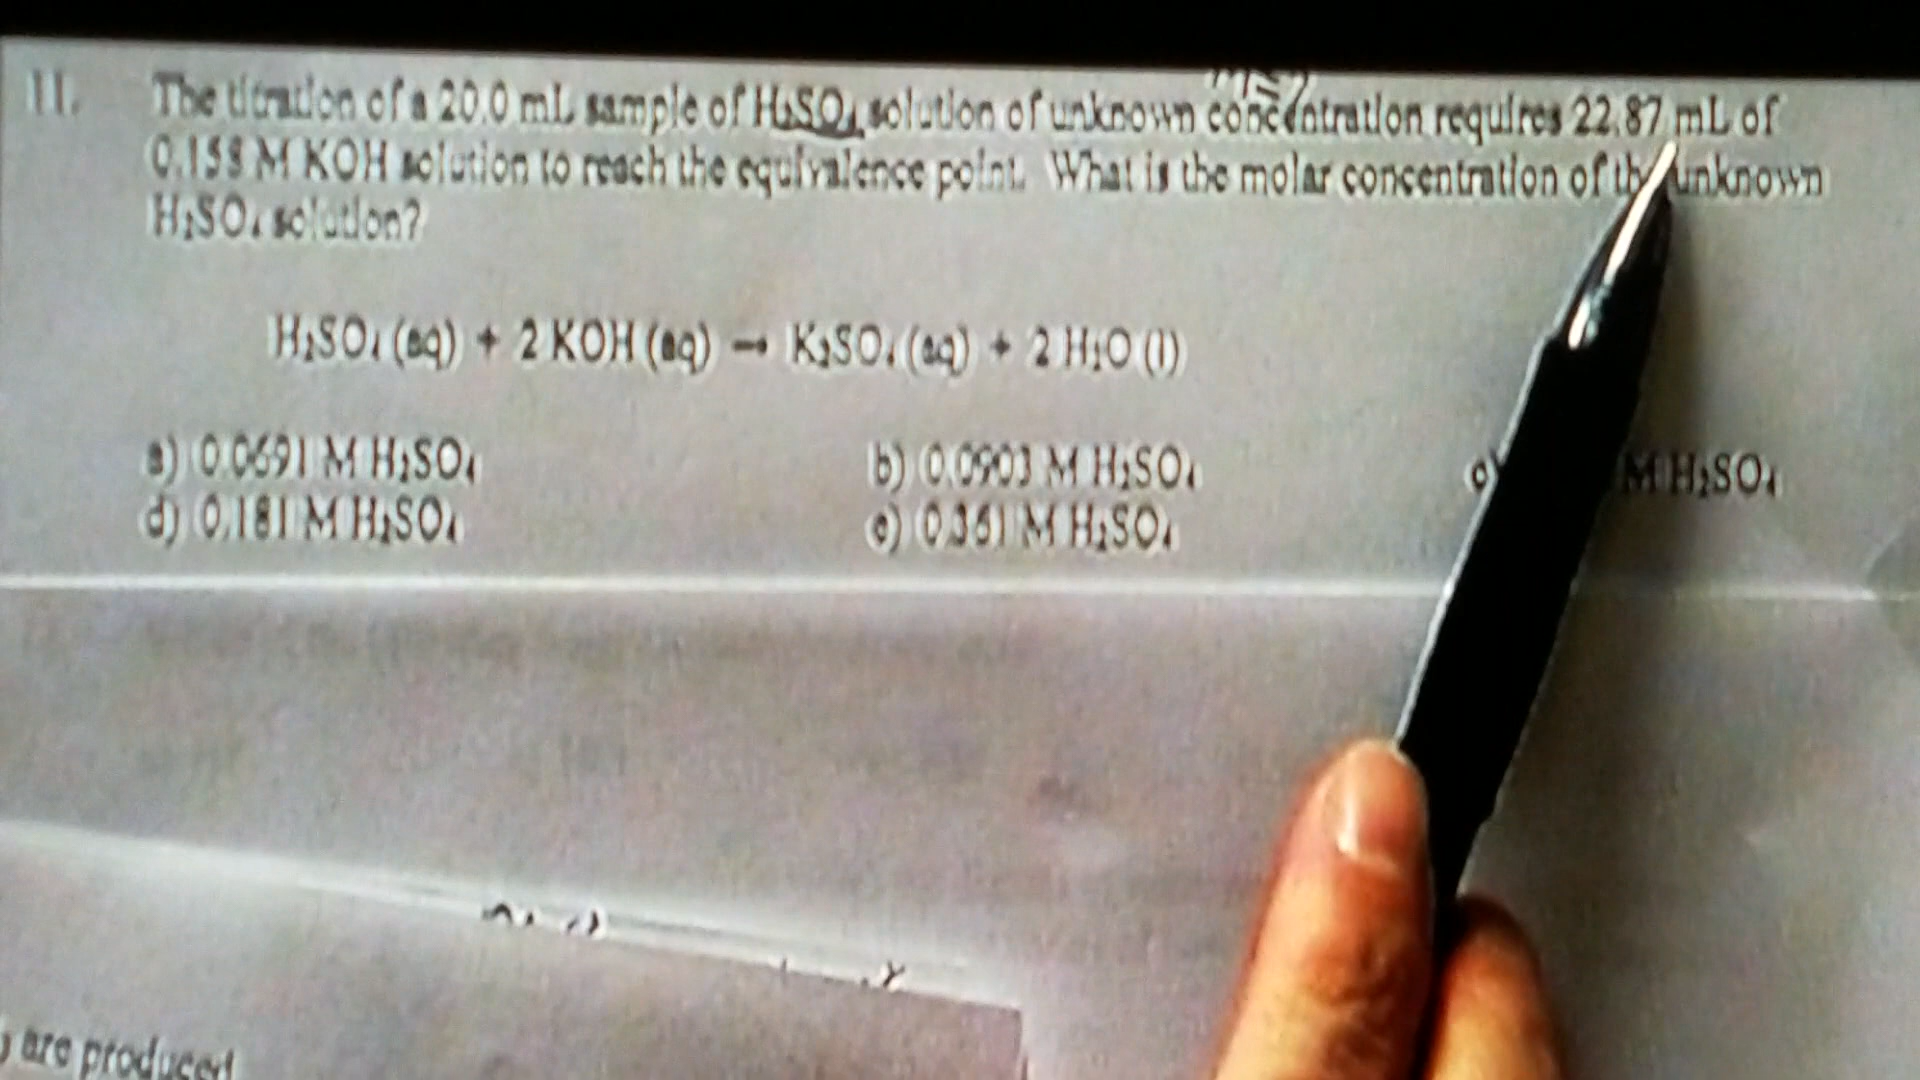 11. The titration of a 20.0 mL sample of H₂SO₄ solution of unknown concentration requires 22.87 mL of
0.158 M KOH solution to reach the equivalence point. What is the molar concentration of the unknown
H₂SO₄ solution?
H₂SO₄ (aq) + 2 KOH (aq) → K₂SO₄ (aq) + 2 H₂O (l)
a) 0.0691 M H₂SO₄ b) 0.0903 M H₂SO₄ c) M H₂SO₄
d) 0.181 M H₂SO₄ e) 0.361 M H₂SO₄
are produced